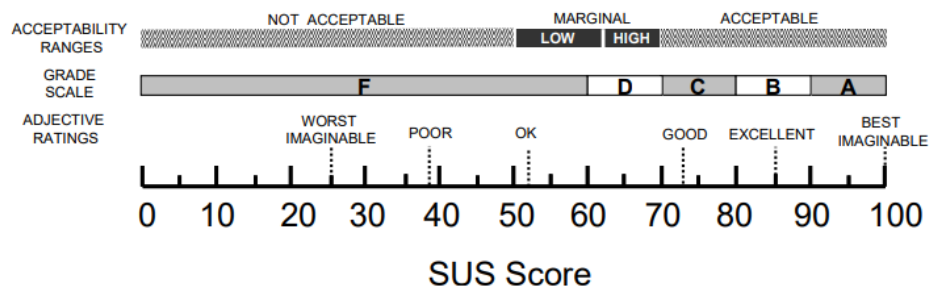 NOT ACCEPTABLE MARGINAL ACCEPTABLE
ACCEPTABILITY
RANGES
LOW HIGH
GRADE
SCALE
F D C B A
ADJECTIVE
RATINGS
WORST
IMAGINABLE
POOR
OK
GOOD
EXCELLENT
BEST
IMAGINABLE
0 10 20 30 40 50 60 70 80 90 100
SUS Score